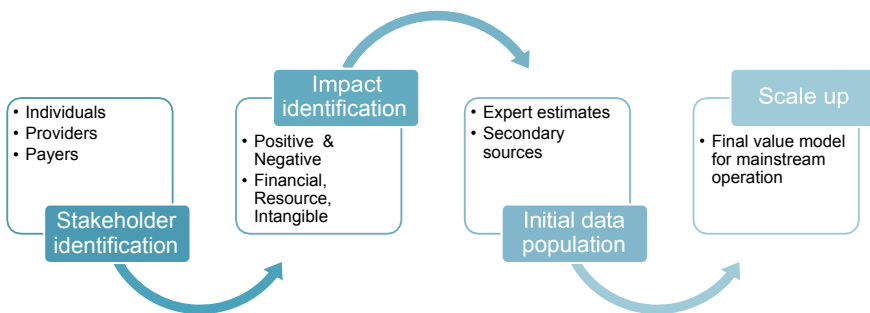 • Individuals
• Providers
• Payers
Stakeholder
identification
Impact
identification
• Positive &
Negative
• Financial,
Resource,
Intangible
• Expert estimates
• Secondary
sources
Initial data
population
Scale up
• Final value model
for mainstream
operation